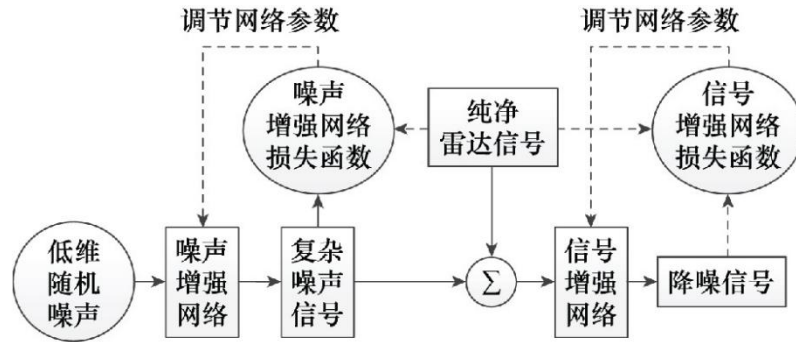 调节网络参数
调节网络参数
噪声
增强网络
损失函数
纯净
雷达信号
信号
增强网络
损失函数
低维
随机
噪声
噪声
增强
网络
复杂
噪声
信号
Σ
信号
增强
网络
降噪信号